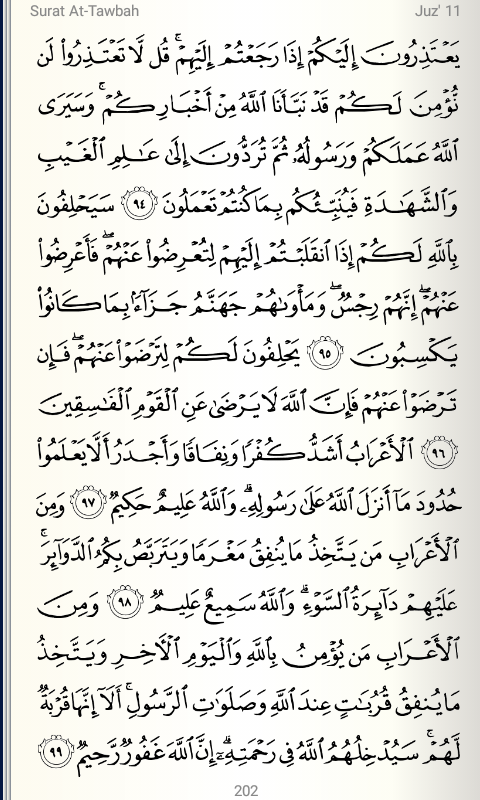 Surat At-Tawbah Juz' 11
يَعْتَذِرُونَ إِلَيْكُمْ إِذَا رَجَعْتُمْ إِلَيْهِمْ ۚ قُل لَّا تَعْتَذِرُوا۟ لَن
نُّؤْمِنَ لَكُمْ قَدْ نَبَّأَنَا ٱللَّهُ مِنْ أَخْبَارِكُمْ ۚ وَسَيَرَى
ٱللَّهُ عَمَلَكُمْ وَرَسُولُهُۥ ثُمَّ تُرَدُّونَ إِلَىٰ عَـٰلِمِ ٱلْغَيْبِ
وَٱلشَّهَـٰدَةِ فَيُنَبِّئُكُم بِمَا كُنتُمْ تَعْمَلُونَ ٩٤ سَيَحْلِفُونَ
بِٱللَّهِ لَكُمْ إِذَا ٱنقَلَبْتُمْ إِلَيْهِمْ لِتُعْرِضُوا۟ عَنْهُمْ ۖ فَأَعْرِضُوا۟
عَنْهُمْ ۖ إِنَّهُمْ رِجْسٌ ۖ وَمَأْوَىٰهُمْ جَهَنَّمُ جَزَآءًۢ بِمَا كَانُوا۟
يَكْسِبُونَ ٩٥ يَحْلِفُونَ لَكُمْ لِتَرْضَوْا۟ عَنْهُمْ ۖ فَإِن
تَرْضَوْا۟ عَنْهُمْ فَإِنَّ ٱللَّهَ لَا يَرْضَىٰ عَنِ ٱلْقَوْمِ ٱلْفَـٰسِقِينَ
٩٦ ٱلْأَعْرَابُ أَشَدُّ كُفْرًا وَنِفَاقًا وَأَجْدَرُ أَلَّا يَعْلَمُوا۟
حُدُودَ مَآ أَنزَلَ ٱللَّهُ عَلَىٰ رَسُولِهِۦ ۗ وَٱللَّهُ عَلِيمٌ حَكِيمٌ ٩٧ وَمِنَ
ٱلْأَعْرَابِ مَن يَتَّخِذُ مَا يُنفِقُ مَغْرَمًا وَيَتَرَبَّصُ بِكُمُ ٱلدَّوَآئِرَ ۚ
عَلَيْهِمْ دَآئِرَةُ ٱلسَّوْءِ ۗ وَٱللَّهُ سَمِيعٌ عَلِيمٌ ٩٨ وَمِنَ
ٱلْأَعْرَابِ مَن يُؤْمِنُ بِٱللَّهِ وَٱلْيَوْمِ ٱلْـَٔاخِرِ وَيَتَّخِذُ
مَا يُنفِقُ قُرُبَـٰتٍ عِندَ ٱللَّهِ وَصَلَوَٰتِ ٱلرَّسُولِ ۚ أَلَآ إِنَّهَا قُرْبَةٌ
لَّهُمْ ۚ سَيُدْخِلُهُمُ ٱللَّهُ فِى رَحْمَتِهِۦٓ ۗ إِنَّ ٱللَّهَ غَفُورٌ رَّحِيمٌ ٩٩
202